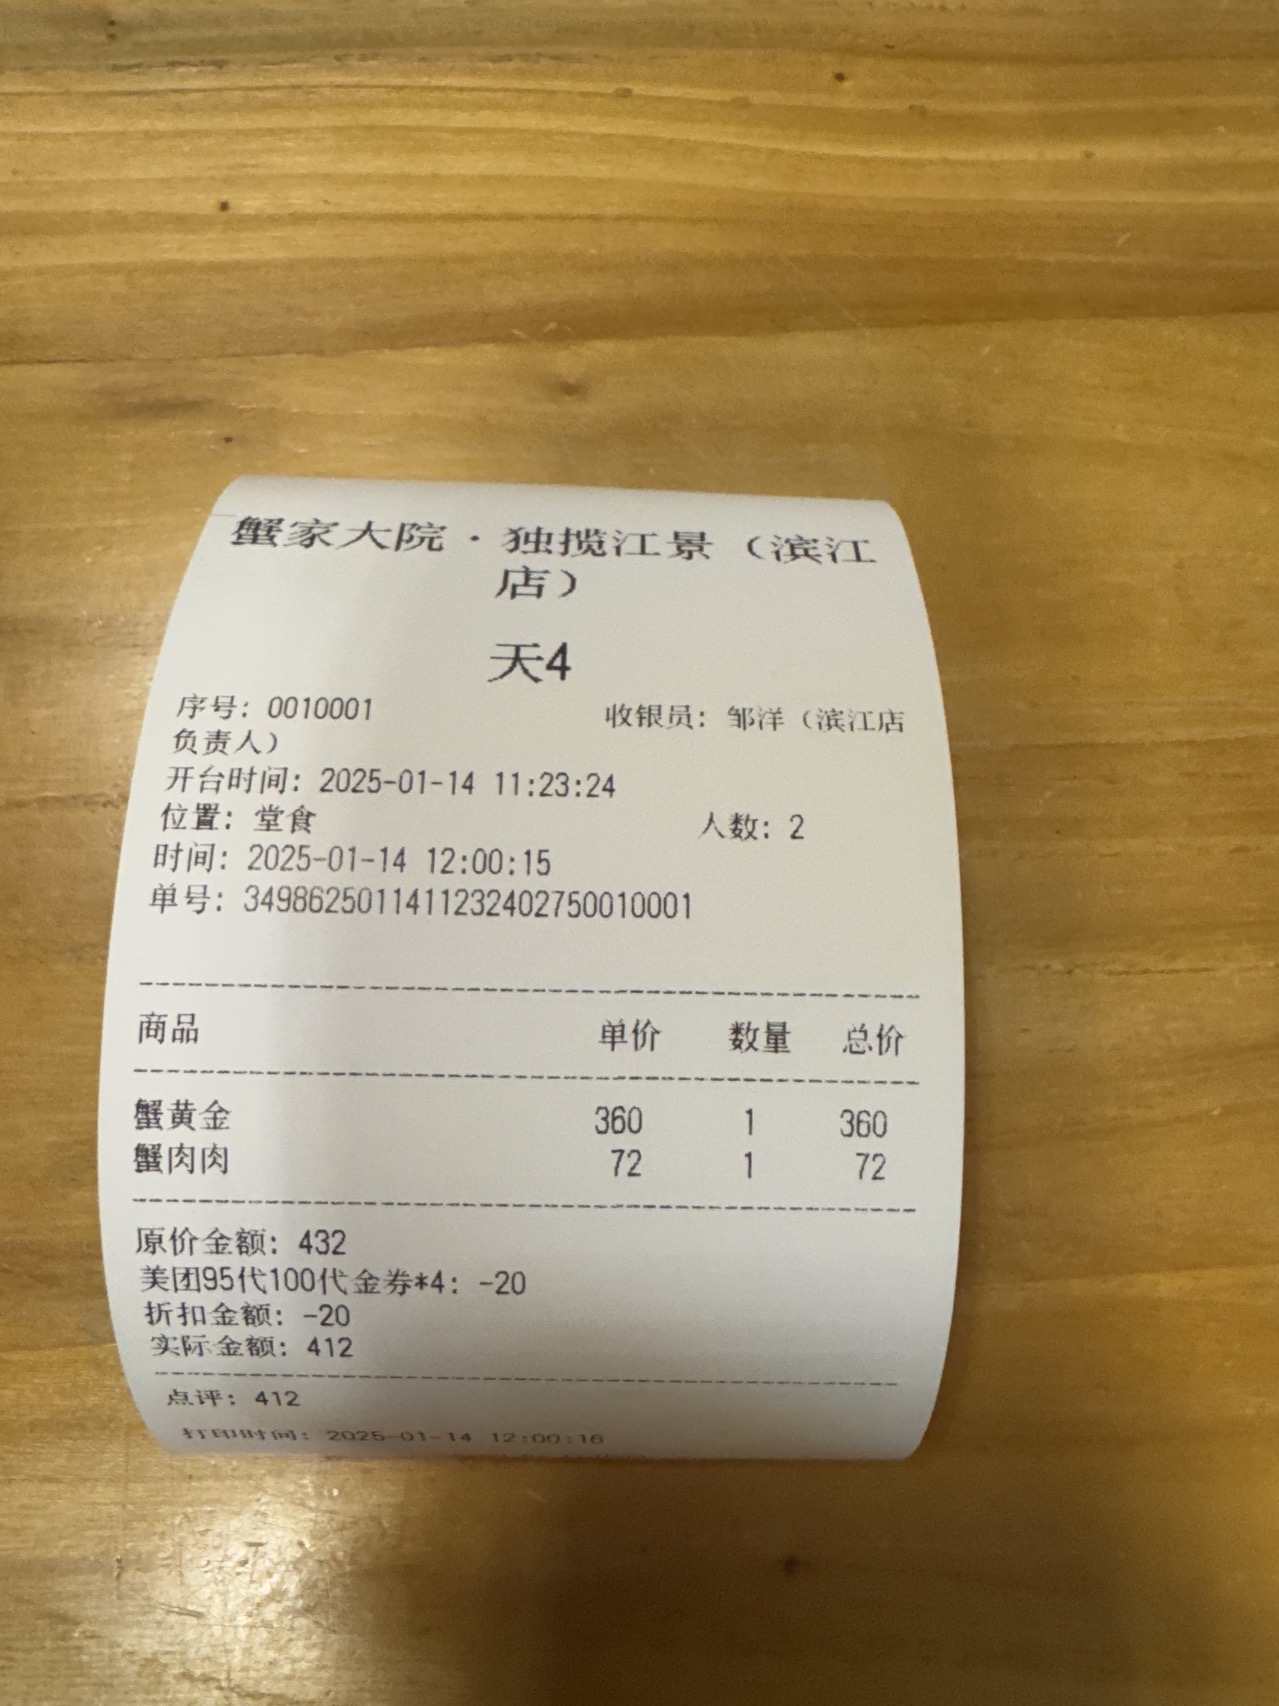 蟹家大院·独揽江景（滨江
店）
天4
序号：0010001 收银员：邹洋（滨江店
负责人）
开台时间：2025-01-14 11:23:24
位置：堂食 人数：2
时间：2025-01-14 12:00:15
单号：3498625011411232402750010001
商品 单价 数量 总价
蟹黄金 360 1 360
蟹肉肉 72 1 72
原价金额：432
美团95代100代金券*4：-20
折扣金额：-20
实际金额：412
点评：412
打印时间：2025-01-14 12:00:16